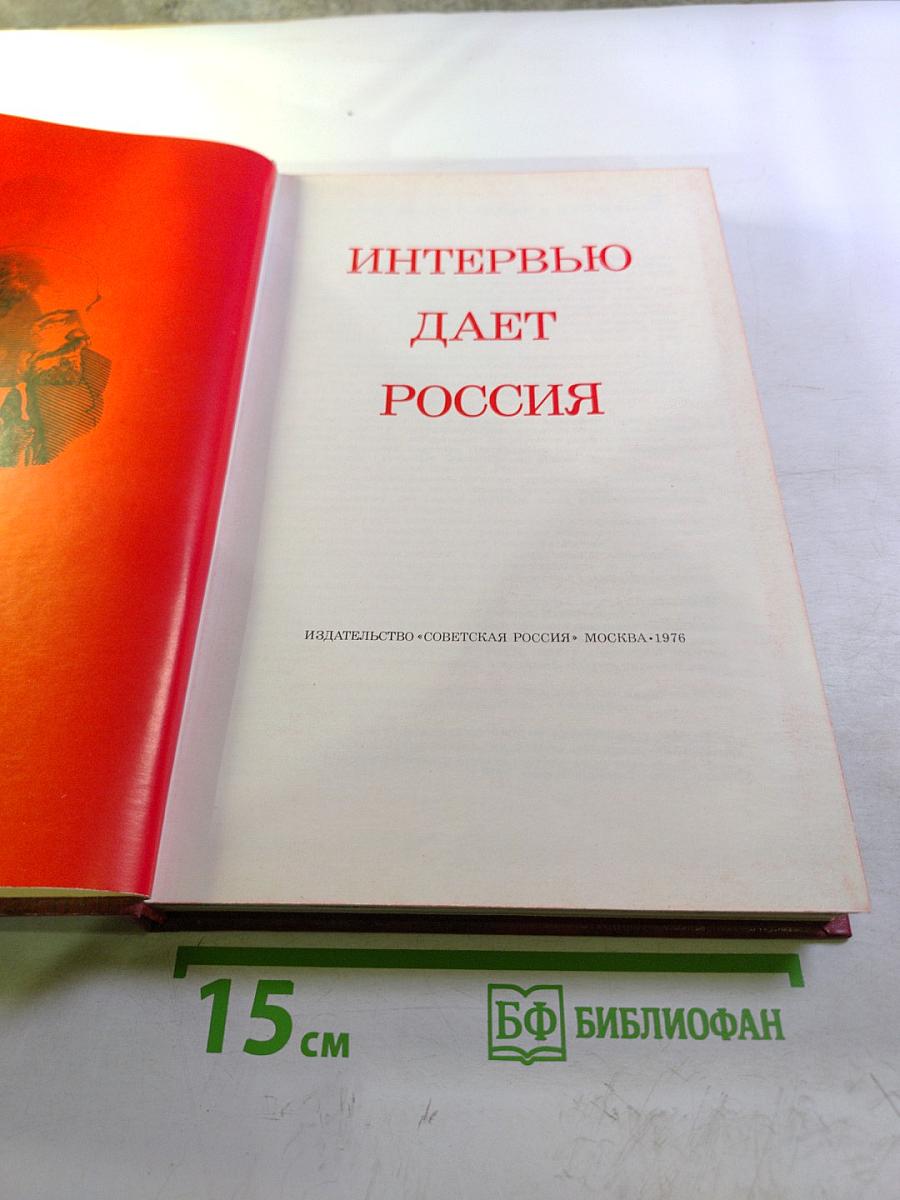 ИНТЕРВЬЮ
ДАЕТ
РОССИЯ
ИЗДАТЕЛЬСТВО «СОВЕТСКАЯ РОССИЯ» МОСКВА • 1976
15 см
БФ БИБЛИОФАН